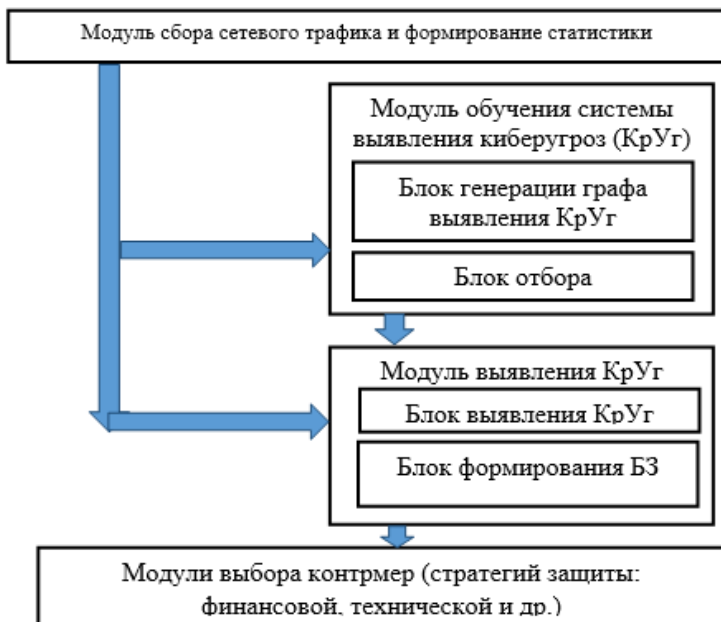 Модуль сбора сетевого трафика и формирование статистики
Модуль обучения системы
выявления киберугроз (КрУг)
Блок генерации графа
выявления КрУг
Блок отбора
Модуль выявления КрУг
Блок выявления КрУг
Блок формирования БЗ
Модули выбора контрмер (стратегий защиты:
финансовой, технической и др.)